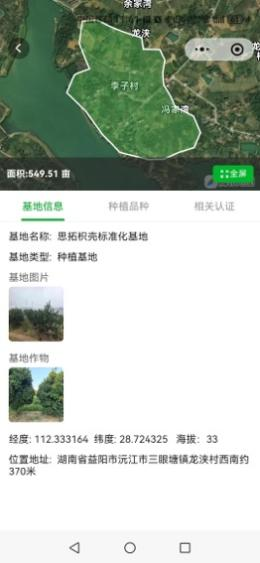 余家湾
龙浃
李子村
冯家湾
面积:549.51 亩
全屏
基地信息
种植品种
相关认证
基地名称: 思拓枳壳标准化基地
基地类型: 种植基地
基地图片
基地作物
经度: 112.333164 纬度: 28.724325 海拔: 33
位置地址: 湖南省益阳市沅江市三眼塘镇龙浃村西南约
370米